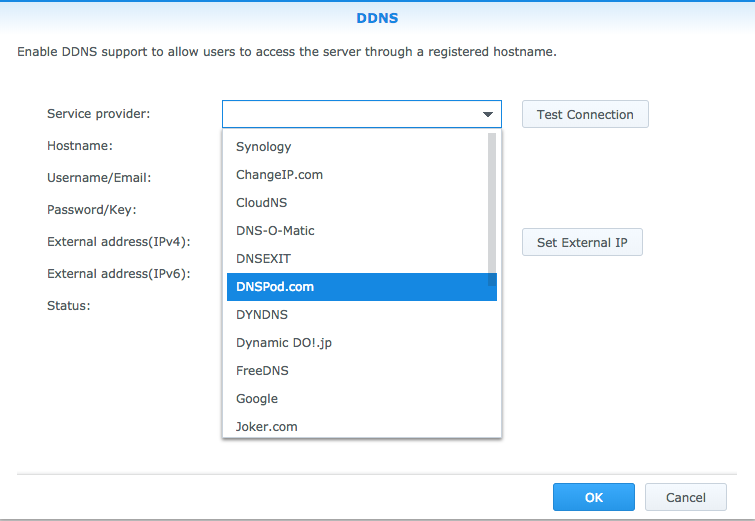 DDNS
Enable DDNS support to allow users to access the server through a registered hostname.
Service provider:
Test Connection
Hostname:
Username/Email:
Password/Key:
External address(IPv4):
Set External IP
External address(IPv6):
Status:
Synology
ChangeIP.com
CloudNS
DNS-O-Matic
DNSEXIT
DNSPod.com
DYNDNS
Dynamic DO!.jp
FreeDNS
Google
Joker.com
OK
Cancel